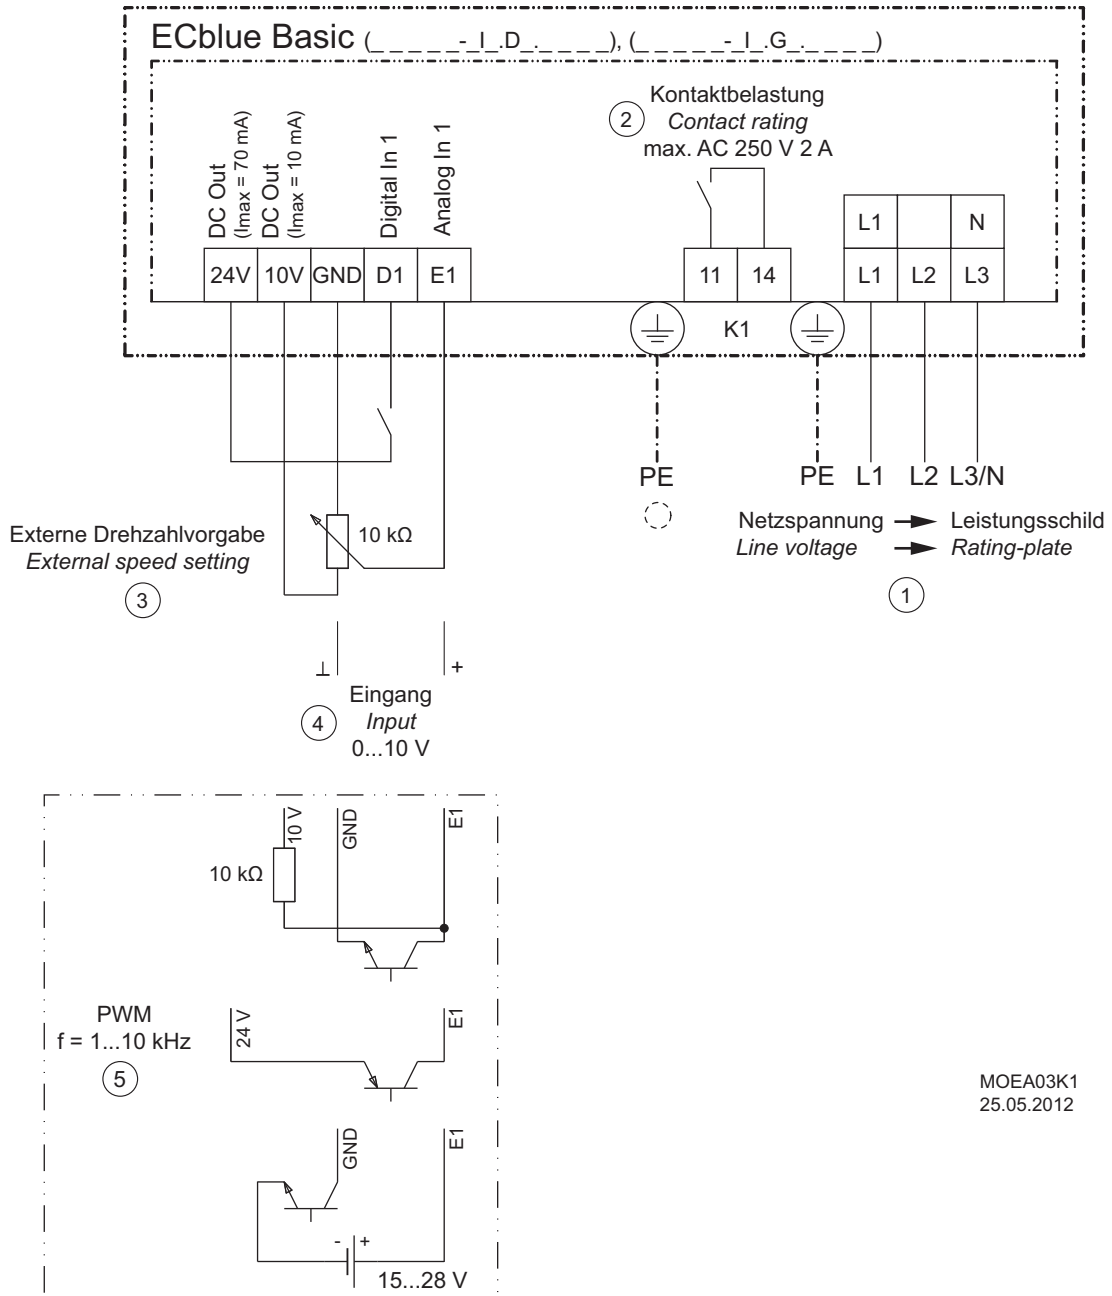 ECblue Basic (_ _ _ _ _-_I_.D_._ _ _ _), (_ _ _ _ _-_I_.G_._ _ _ _)
2
Kontaktbelastung
Contact rating
max. AC 250 V 2 A
DC Out
(Imax = 70 mA)
DC Out
(Imax = 10 mA)
Digital In 1
Analog In 1
L1 N
24V 10V GND D1 E1 11 14 L1 L2 L3
K1
PE PE L1 L2 L3/N
Externe Drehzahlvorgabe
External speed setting
3
10 kΩ
Netzspannung Leistungsschild
Line voltage Rating-plate
1
⊥ +
4
Eingang
Input
0...10 V
10 V GND E1
10 kΩ
PWM
f = 1...10 kHz
5
24 V E1
GND E1
- +
15...28 V
MOEA03K1
25.05.2012